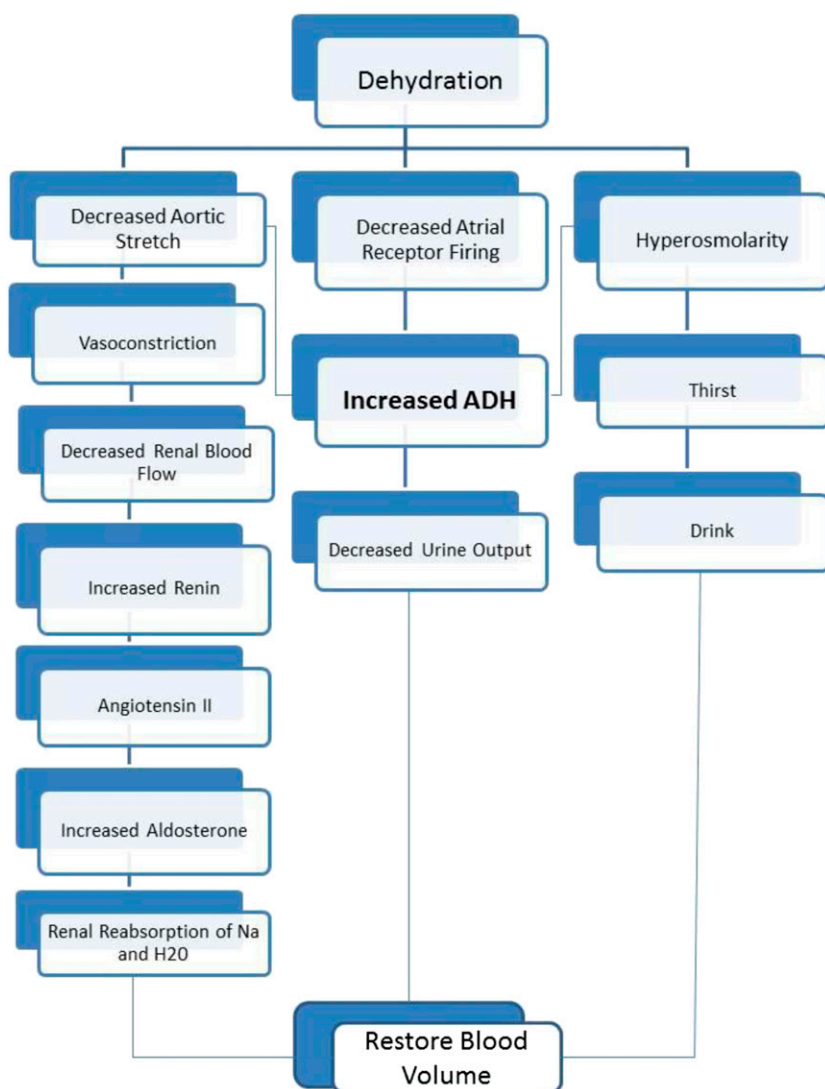 Dehydration
Decreased Aortic
Stretch
Decreased Atrial
Receptor Firing
Hyperosmolarity
Vasoconstriction
Increased ADH
Thirst
Decreased Renal Blood
Flow
Decreased Urine Output
Drink
Increased Renin
Angiotensin II
Increased Aldosterone
Renal Reabsorption of Na
and H20
Restore Blood
Volume